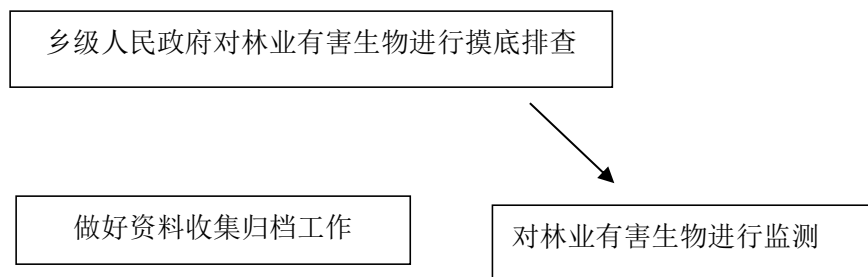 乡级人民政府对林业有害生物进行摸底排查
做好资料收集归档工作
对林业有害生物进行监测